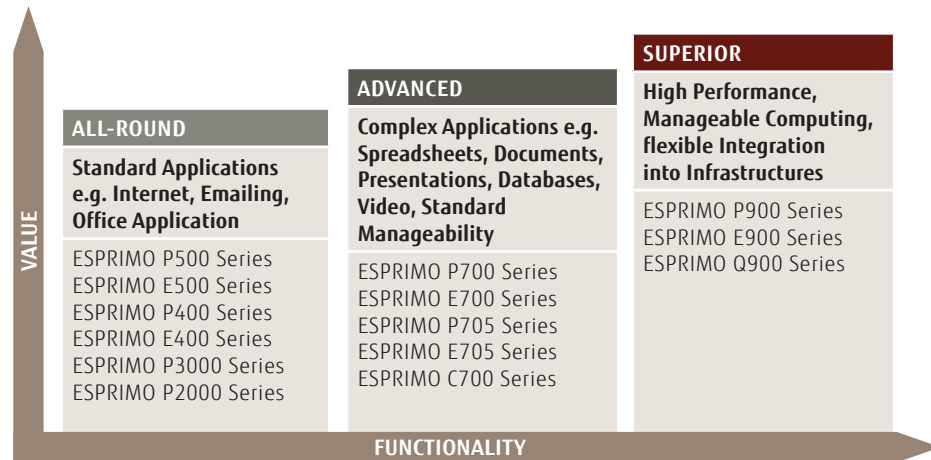 VALUE
ALL-ROUND
Standard Applications
e.g. Internet, Emailing,
Office Application
ESPRIMO P500 Series
ESPRIMO E500 Series
ESPRIMO P400 Series
ESPRIMO E400 Series
ESPRIMO P3000 Series
ESPRIMO P2000 Series
ADVANCED
Complex Applications e.g.
Spreadsheets, Documents,
Presentations, Databases,
Video, Standard
Manageability
ESPRIMO P700 Series
ESPRIMO E700 Series
ESPRIMO P705 Series
ESPRIMO E705 Series
ESPRIMO C700 Series
SUPERIOR
High Performance,
Manageable Computing,
flexible Integration
into Infrastructures
ESPRIMO P900 Series
ESPRIMO E900 Series
ESPRIMO Q900 Series
FUNCTIONALITY